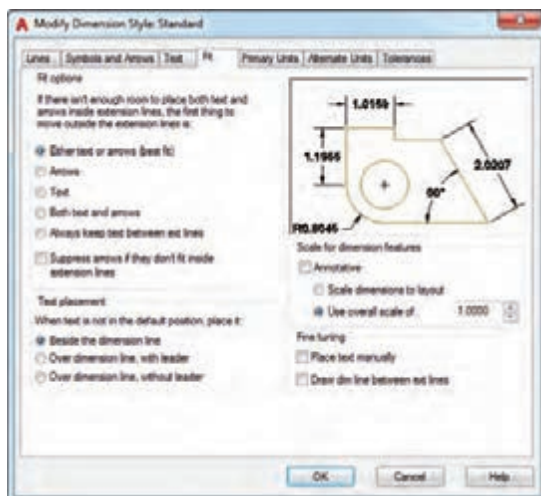 Modify Dimension Style: Standard
Lines
Symbols and Arrows
Text
Fit
Primary Units
Alternate Units
Tolerances
Fit options
If there isn't enough room to place both text and
arrows inside extension lines, the first thing to
move outside the extension lines is:
Either text or arrows (best fit)
Arrows
Text
Both text and arrows
Always keep text between ext lines
Suppress arrows if they don't fit inside
extension lines
Text placement
When text is not in the default position, place it:
Beside the dimension line
Over dimension line, with leader
Over dimension line, without leader
1.0159
1.1955
2.0207
60°
R0.8045
Scale for dimension features
Annotative
Scale dimensions to layout
Use overall scale of:
1.0000
Fine tuning
Place text manually
Draw dim line between ext lines
OK
Cancel
Help